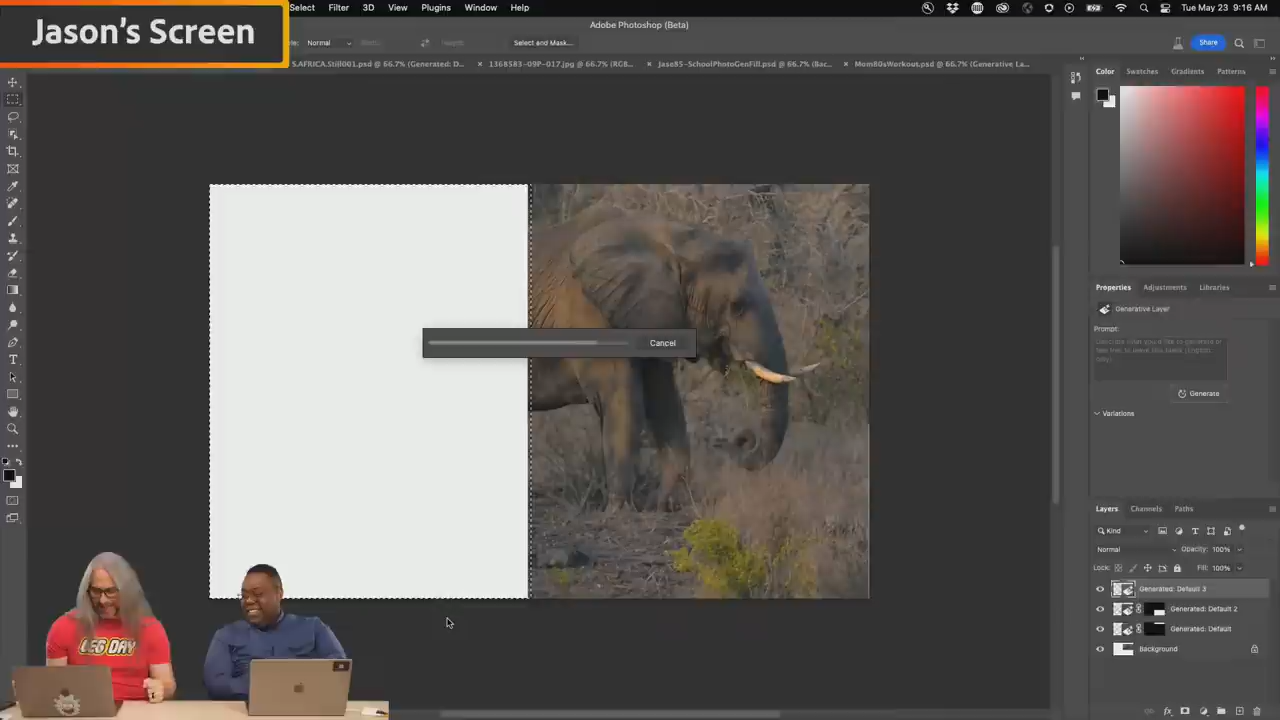 Jason's Screen
Select Filter 3D View Plugins Window Help
Tue May 23 9:16 AM
Adobe Photoshop (Beta)
Normal
Select and Mask...
Share
S.AFRICA.Still001.psd @ 66.7% (Generated: D...
1368583-09P-017.jpg @ 66.7% (RGB...
Jase85-SchoolPhotoGenFill.psd @ 66.7% (Bac...
Mom80sWorkout.psd @ 66.7% (Generative La...
Color Swatches Gradients Patterns
Cancel
Properties Adjustments Libraries
Generative Layer
Prompt:
Generate
Variations
Layers Channels Paths
Kind
Normal Opacity: 100%
Lock: Fill: 100%
Generated: Default 3
Generated: Default 2
Generated: Default
Background
LEG DAY